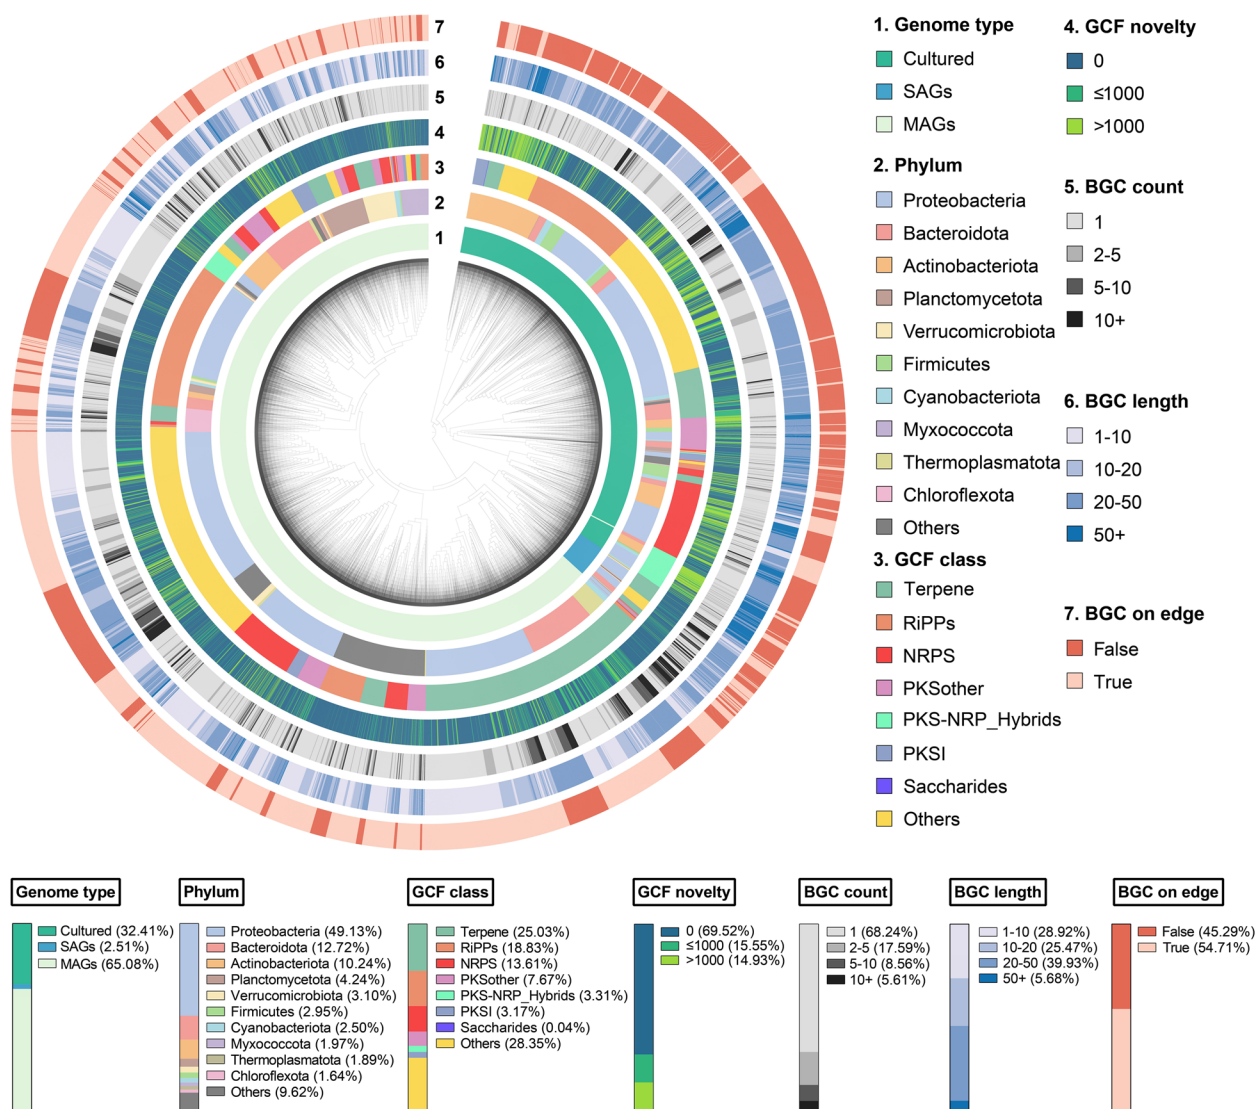 7
6
5
4
3
2
1
1. Genome type
Cultured
SAGs
MAGs
2. Phylum
Proteobacteria
Bacteroidota
Actinobacteriota
Planctomycetota
Verrucomicrobiota
Firmicutes
Cyanobacteriota
Myxococcota
Thermoplasmatota
Chloroflexota
Others
3. GCF class
Terpene
RiPPs
NRPS
PKSother
PKS-NRP_Hybrids
PKSI
Saccharides
Others
4. GCF novelty
0
≤1000
>1000
5. BGC count
1
2-5
5-10
10+
6. BGC length
1-10
10-20
20-50
50+
7. BGC on edge
False
True
Genome type
Cultured (32.41%)
SAGs (2.51%)
MAGs (65.08%)
Phylum
Proteobacteria (49.13%)
Bacteroidota (12.72%)
Actinobacteriota (10.24%)
Planctomycetota (4.24%)
Verrucomicrobiota (3.10%)
Firmicutes (2.95%)
Cyanobacteriota (2.50%)
Myxococcota (1.97%)
Thermoplasmatota (1.89%)
Chloroflexota (1.64%)
Others (9.62%)
GCF class
Terpene (25.03%)
RiPPs (18.83%)
NRPS (13.61%)
PKSother (7.67%)
PKS-NRP_Hybrids (3.31%)
PKSI (3.17%)
Saccharides (0.04%)
Others (28.35%)
GCF novelty
0 (69.52%)
≤1000 (15.55%)
>1000 (14.93%)
BGC count
1 (68.24%)
2-5 (17.59%)
5-10 (8.56%)
10+ (5.61%)
BGC length
1-10 (28.92%)
10-20 (25.47%)
20-50 (39.93%)
50+ (5.68%)
BGC on edge
False (45.29%)
True (54.71%)